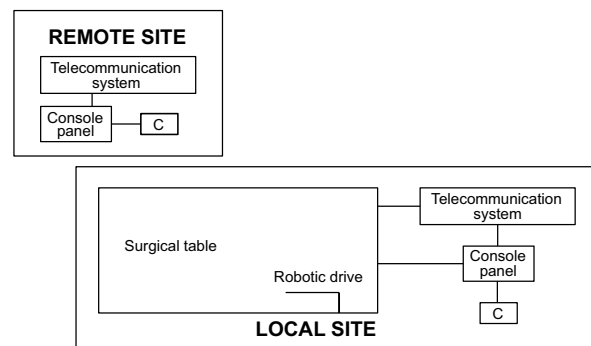 REMOTE SITE
Telecommunication
system
Console
panel
C
Surgical table
Robotic drive
LOCAL SITE
Telecommunication
system
Console
panel
C